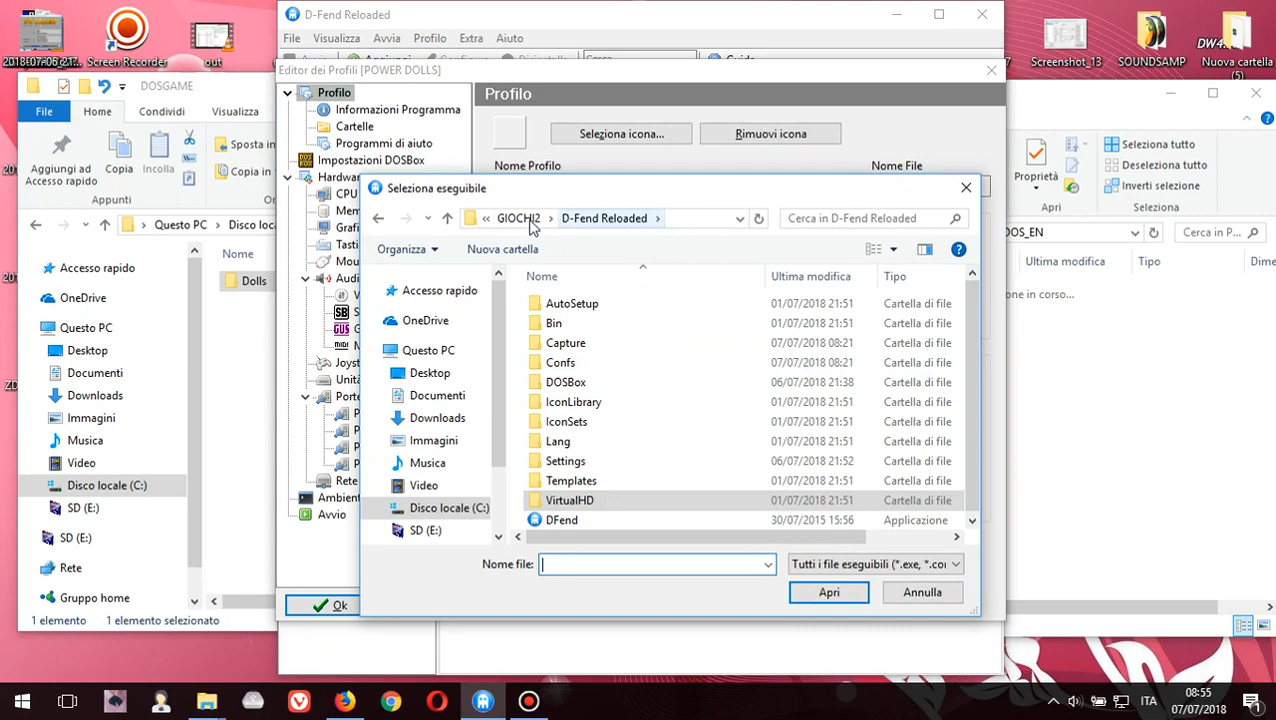 D-Fend Reloaded
File Visualizza Avvia Profilo Extra Aiuto
Editor dei Profili [POWER DOLLS]
Profilo
Profilo
Informazioni Programma
Cartelle
Programmi di aiuto
Impostazioni DOSBox
Seleziona icona...
Rimuovi icona
Nome Profilo
Nome File
CPU
Ambien
Avvio
Rete
Ok
Screen Recorder
out
Screenshot_13
SOUNDSAMP
Nuova cartella
(5)
DOSGAME
File Home Condividi Visualizza
Aggiungi ad
Accesso rapido
Copia
Incolla
Sposta in
Copia in
Appunti
Questo PC
Disco loca
Nome
Dolls
Accesso rapido
OneDrive
Questo PC
Desktop
Documenti
Downloads
Immagini
Musica
Video
Disco locale (C:)
SD (E:)
SD (E:)
Rete
Gruppo home
1 elemento 1 elemento selezionato
Seleziona eseguibile
« GIOCHI2 D-Fend Reloaded
Cerca in D-Fend Reloaded
Organizza Nuova cartella
Accesso rapido
OneDrive
Questo PC
Desktop
Documenti
Downloads
Immagini
Musica
Video
Disco locale (C:)
SD (E:)
Nome Ultima modifica Tipo
AutoSetup 01/07/2018 21:51 Cartella di file
Bin 01/07/2018 21:51 Cartella di file
Capture 07/07/2018 08:21 Cartella di file
Confs 07/07/2018 08:21 Cartella di file
DOSBox 06/07/2018 21:38 Cartella di file
IconLibrary 01/07/2018 21:51 Cartella di file
IconSets 01/07/2018 21:51 Cartella di file
Lang 01/07/2018 21:51 Cartella di file
Settings 06/07/2018 21:52 Cartella di file
Templates 01/07/2018 21:51 Cartella di file
VirtualHD 01/07/2018 21:51 Cartella di file
DFend 30/07/2015 15:56 Applicazione
Nome file:
Tutti i file eseguibili (*.exe, *.cor
Apri
Annulla
Proprietà
Apri
Seleziona tutto
Deseleziona tutto
Inverti selezione
Selezione
DOS_EN
Cerca in P...
Ultima modifica Tipo Dime
one in corso...
ITA
08:55
07/07/2018